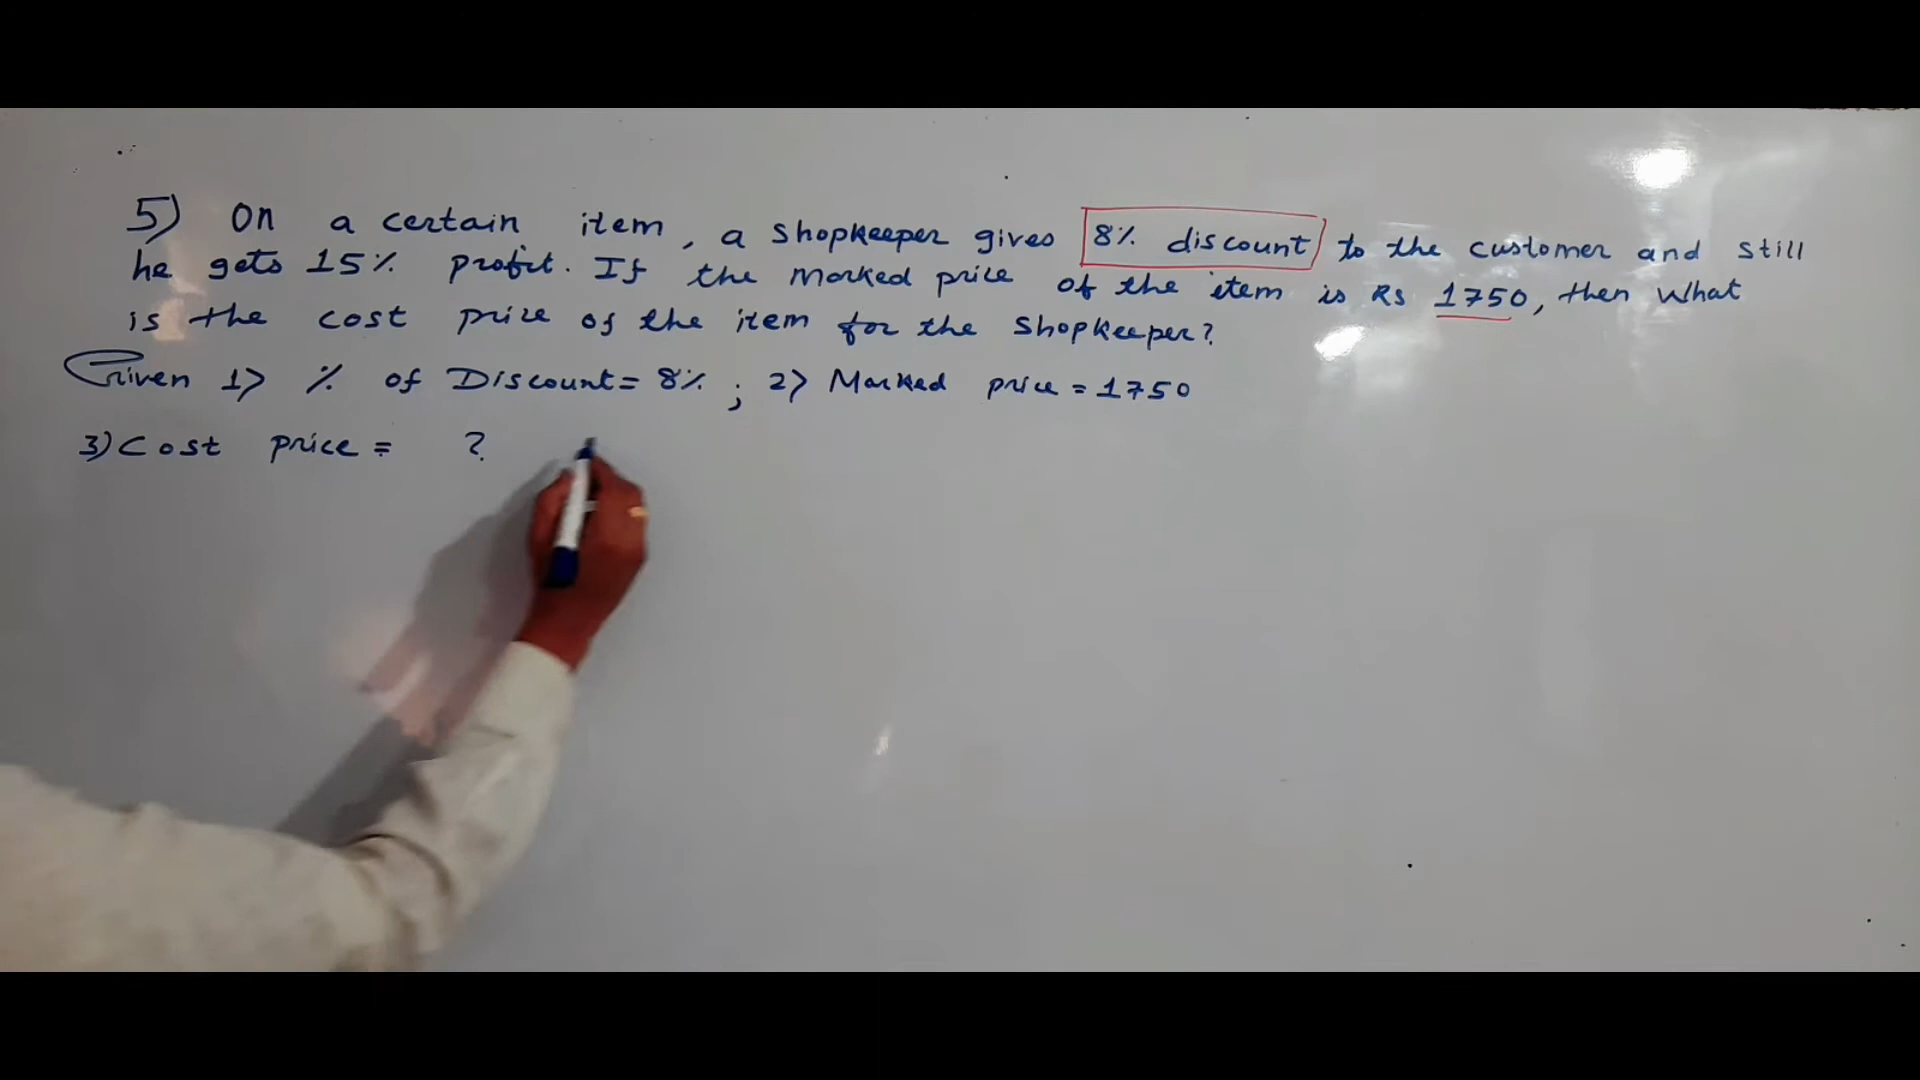 5) On a certain item, a Shopkeeper gives 8% discount to the customer and still
he gets 15% profit. If the Marked price of the item is Rs 1750, then What
is the cost price of the item for the Shopkeeper?
Given 1> % of Discount= 8% ; 2> Marked price = 1750
3) Cost price = ?